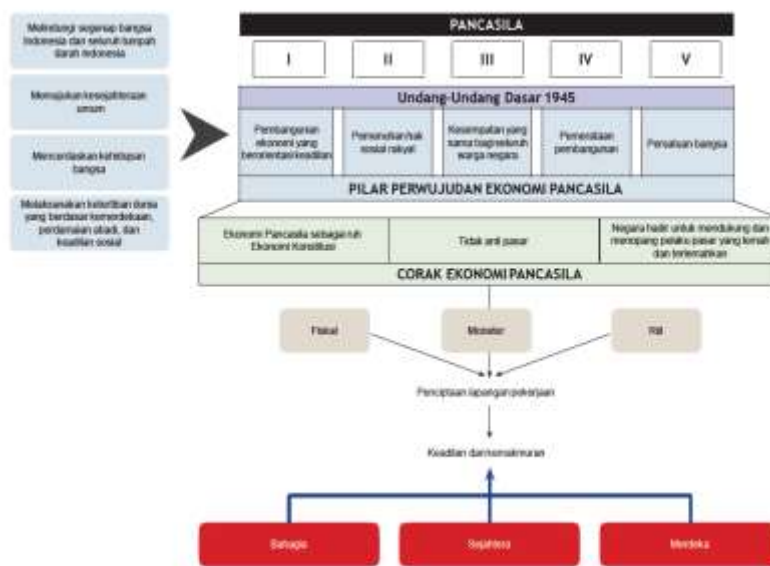 Melindungi segenap bangsa
Indonesia dan seluruh tumpah
darah Indonesia
Memajukan kesejahteraan
umum
Mencerdaskan kehidupan
bangsa
Melaksanakan ketertiban dunia
yang berdasar kemerdekaan,
perdamaian abadi, dan
keadilan sosial
PANCASILA
I
II
III
IV
V
Undang-Undang Dasar 1945
Pembangunan
ekonomi yang
berorientasi keadilan
Pemenuhan hak
sosial rakyat
Kesempatan yang
sama bagi seluruh
warga negara
Pemerataan
pembangunan
Persatuan bangsa
PILAR PERWUJUDAN EKONOMI PANCASILA
Ekonomi Pancasila sebagai ruh
Ekonomi Konstitusi
Tidak anti pasar
Negara hadir untuk mendukung dan
menopang pelaku pasar yang lemah
dan terlemahkan
CORAK EKONOMI PANCASILA
Fiskal
Moneter
Riil
Penciptaan lapangan pekerjaan
Keadilan dan kemakmuran
Bahagia
Sejahtera
Merdeka